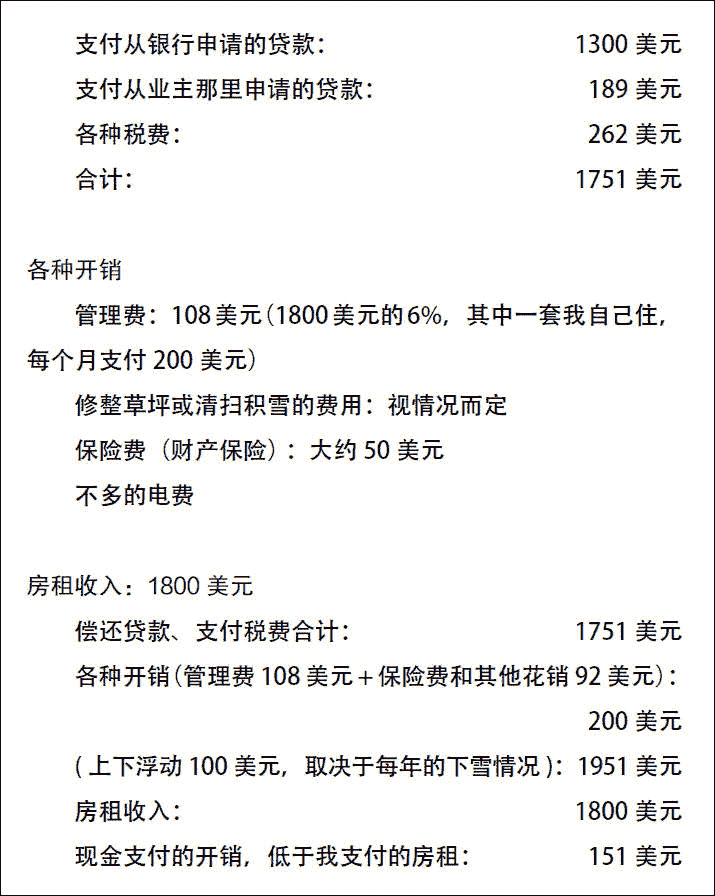 支付从银行申请的贷款： 1300 美元
支付从业主那里申请的贷款： 189 美元
各种税费： 262 美元
合计： 1751 美元
各种开销
管理费：108美元（1800美元的6%，其中一套我自己住，
每个月支付 200 美元）
修整草坪或清扫积雪的费用：视情况而定
保险费（财产保险）：大约 50 美元
不多的电费
房租收入：1800 美元
偿还贷款、支付税费合计： 1751 美元
各种开销（管理费 108 美元＋保险费和其他花销 92 美元）：
200 美元
(上下浮动 100 美元，取决于每年的下雪情况)：1951 美元
房租收入： 1800 美元
现金支付的开销，低于我支付的房租： 151 美元